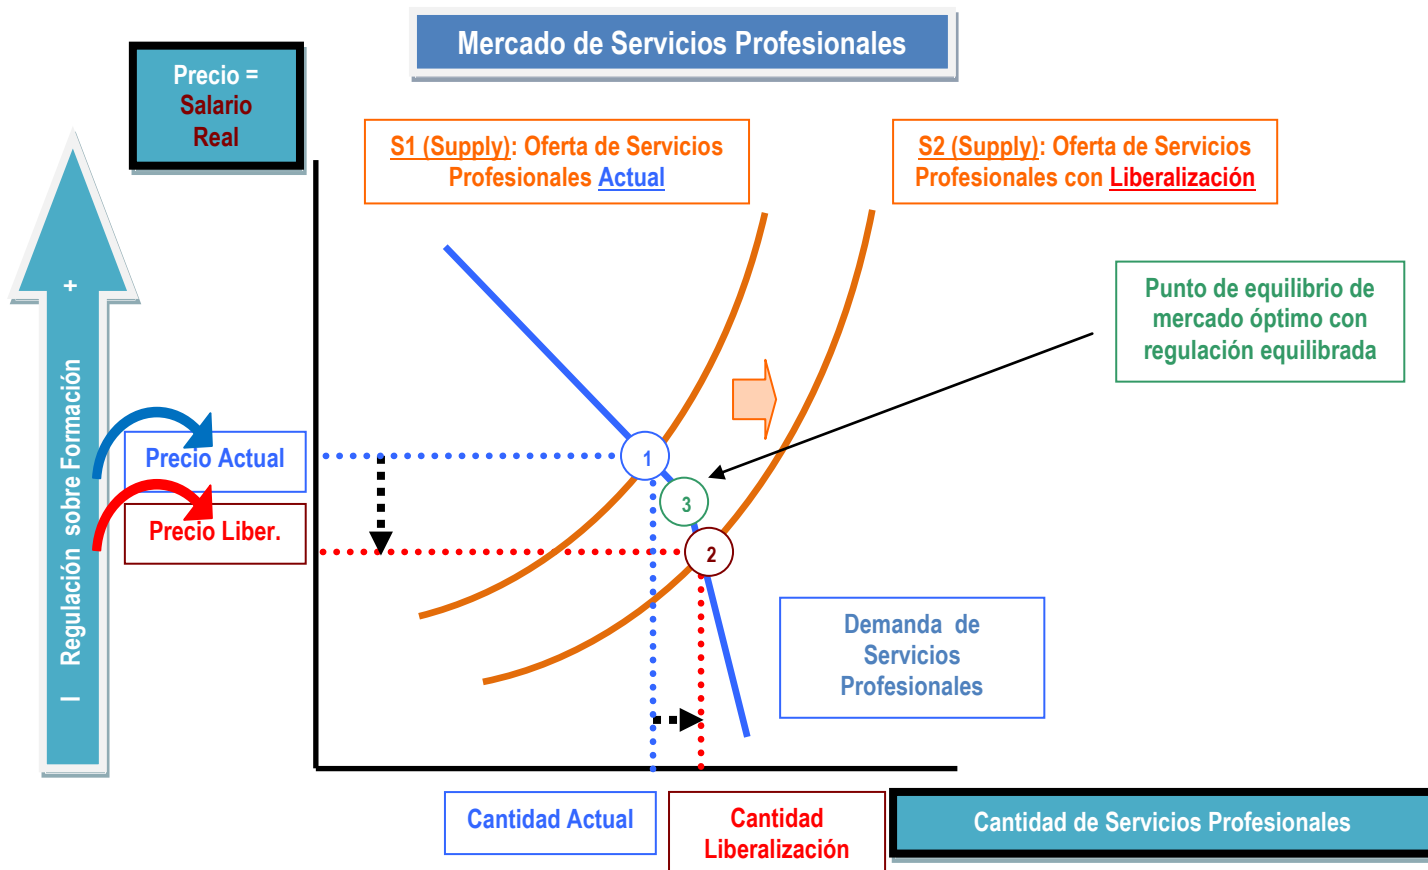 Mercado de Servicios Profesionales
Precio =
Salario
Real
S1 (Supply): Oferta de Servicios
Profesionales Actual
S2 (Supply): Oferta de Servicios
Profesionales con Liberalización
Punto de equilibrio de
mercado óptimo con
regulación equilibrada
I Regulación sobre Formación +
Precio Actual
Precio Liber.
1
3
2
Demanda de
Servicios
Profesionales
Cantidad Actual
Cantidad
Liberalización
Cantidad de Servicios Profesionales